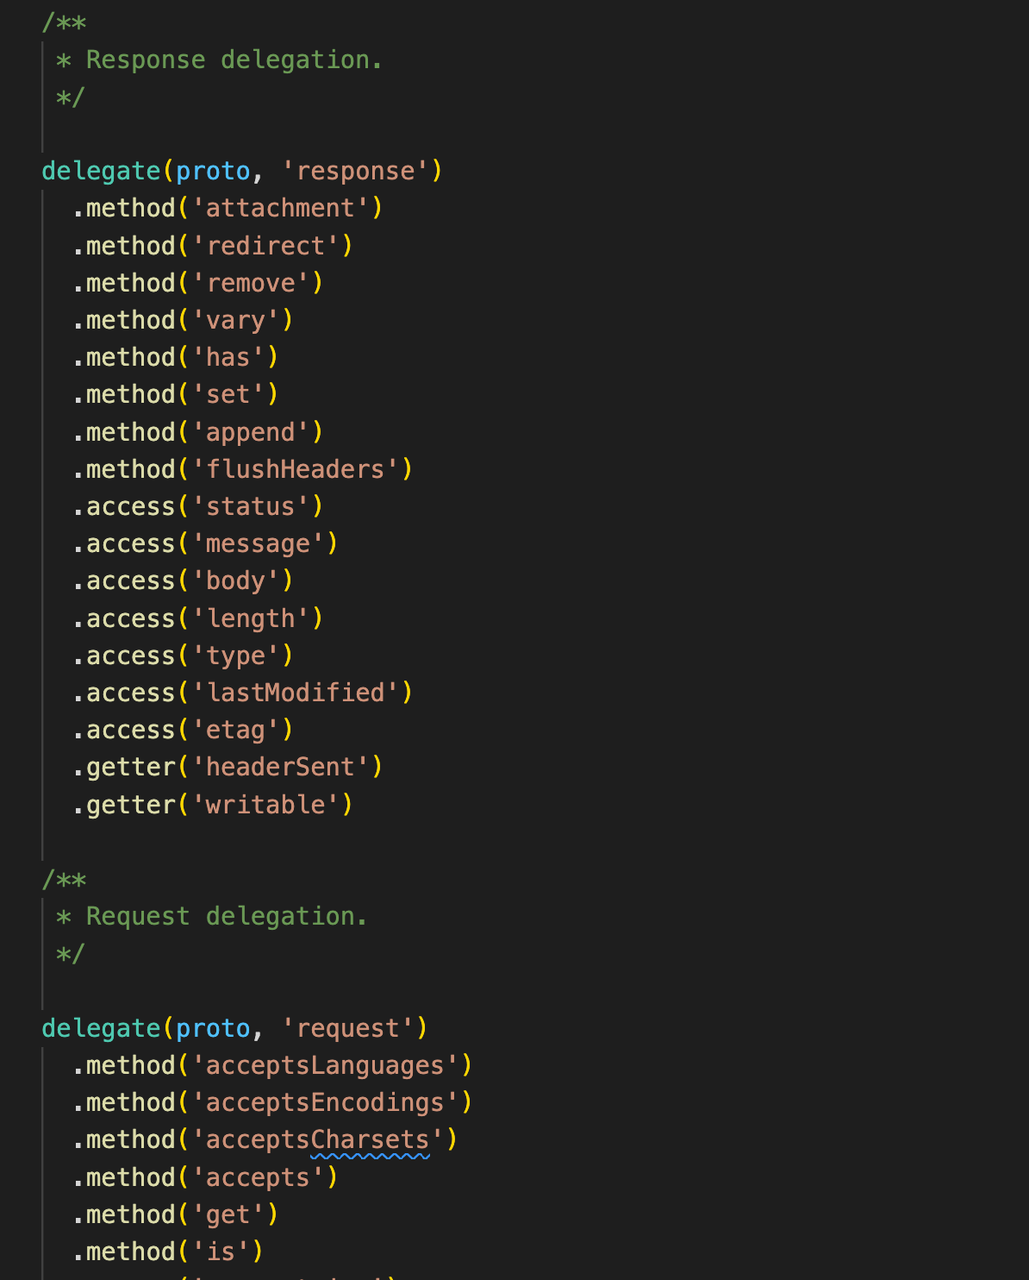 /**
 * Response delegation.
 */
delegate(proto, 'response')
  .method('attachment')
  .method('redirect')
  .method('remove')
  .method('vary')
  .method('has')
  .method('set')
  .method('append')
  .method('flushHeaders')
  .access('status')
  .access('message')
  .access('body')
  .access('length')
  .access('type')
  .access('lastModified')
  .access('etag')
  .getter('headerSent')
  .getter('writable')
/**
 * Request delegation.
 */
delegate(proto, 'request')
  .method('acceptsLanguages')
  .method('acceptsEncodings')
  .method('acceptsCharsets')
  .method('accepts')
  .method('get')
  .method('is')